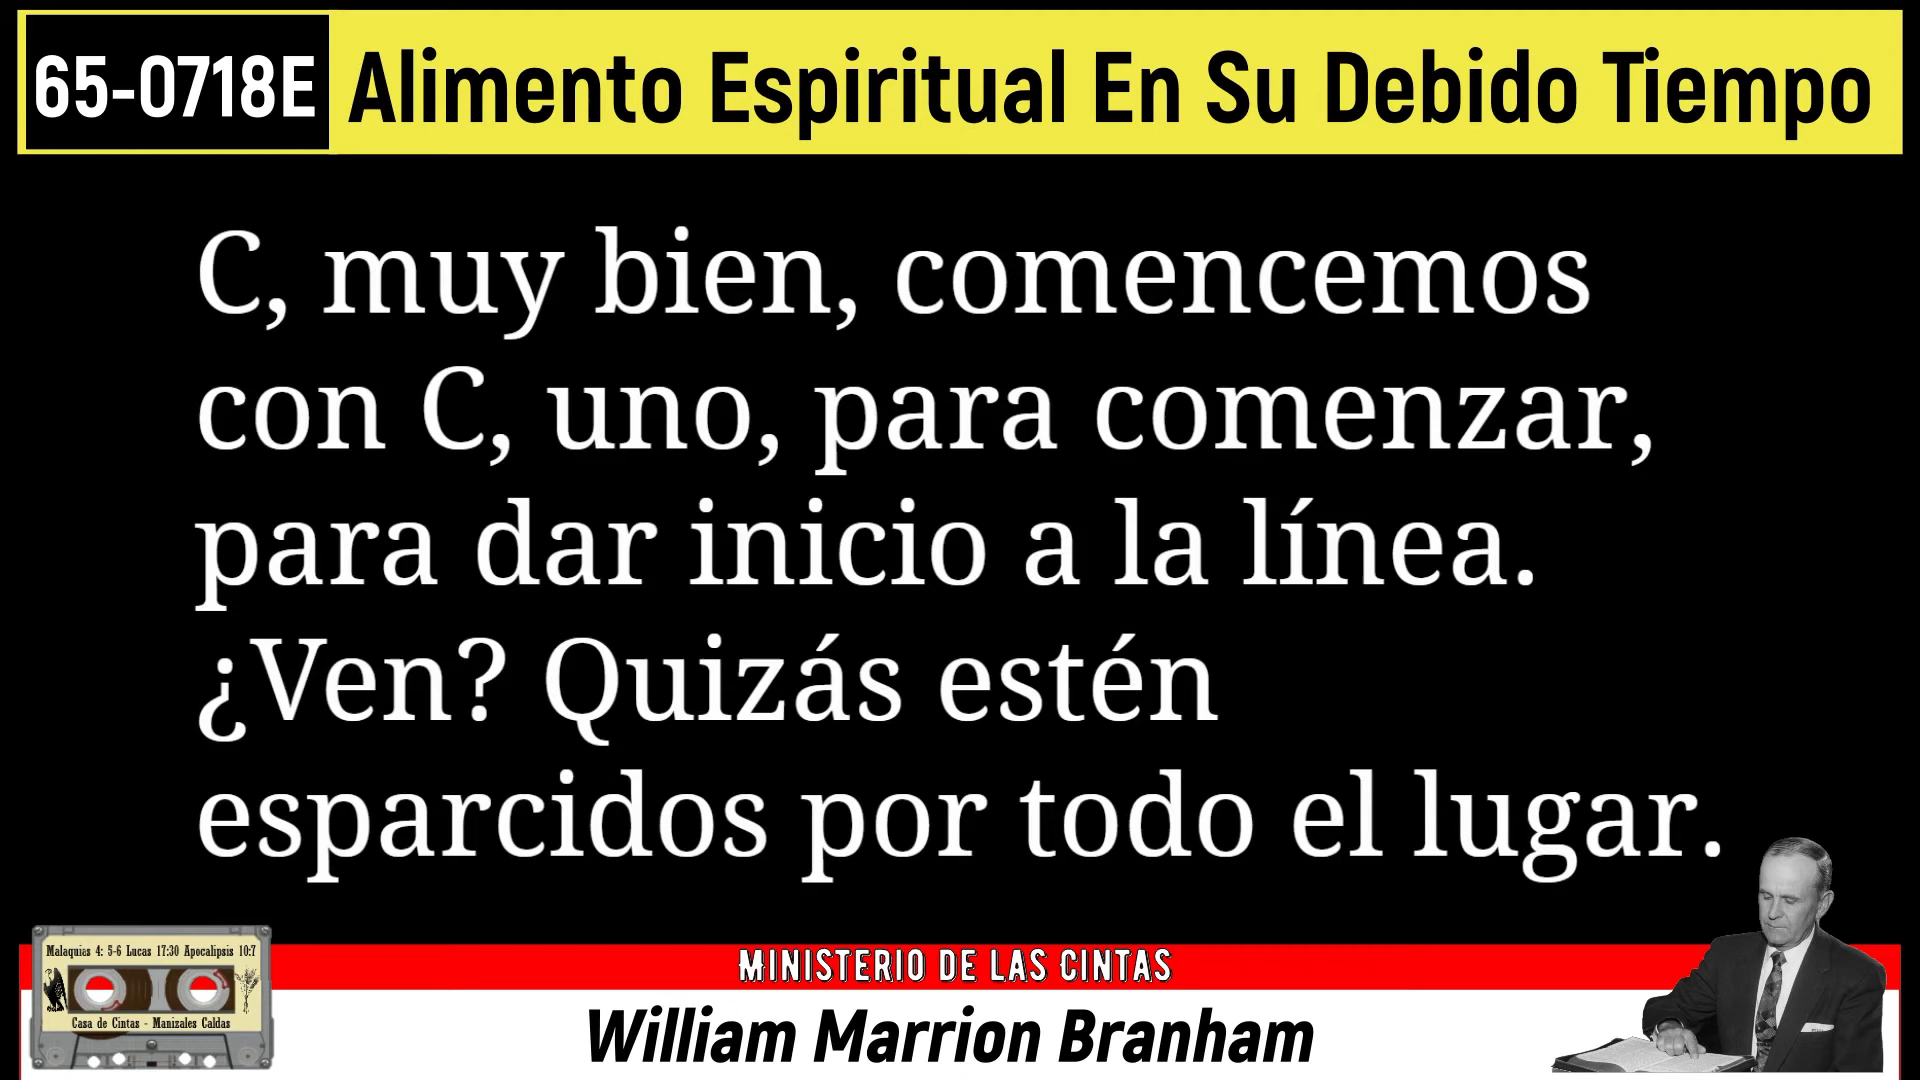 65-0718E Alimento Espiritual En Su Debido Tiempo
C, muy bien, comencemos
con C, uno, para comenzar,
para dar inicio a la línea.
¿Ven? Quizás estén
esparcidos por todo el lugar.
Malaquias 4: 5-6 Lucas 17:30 Apocalipsis 10:7
Casa de Cintas - Manizales Caldas
MINISTERIO DE LAS CINTAS
William Marrion Branham